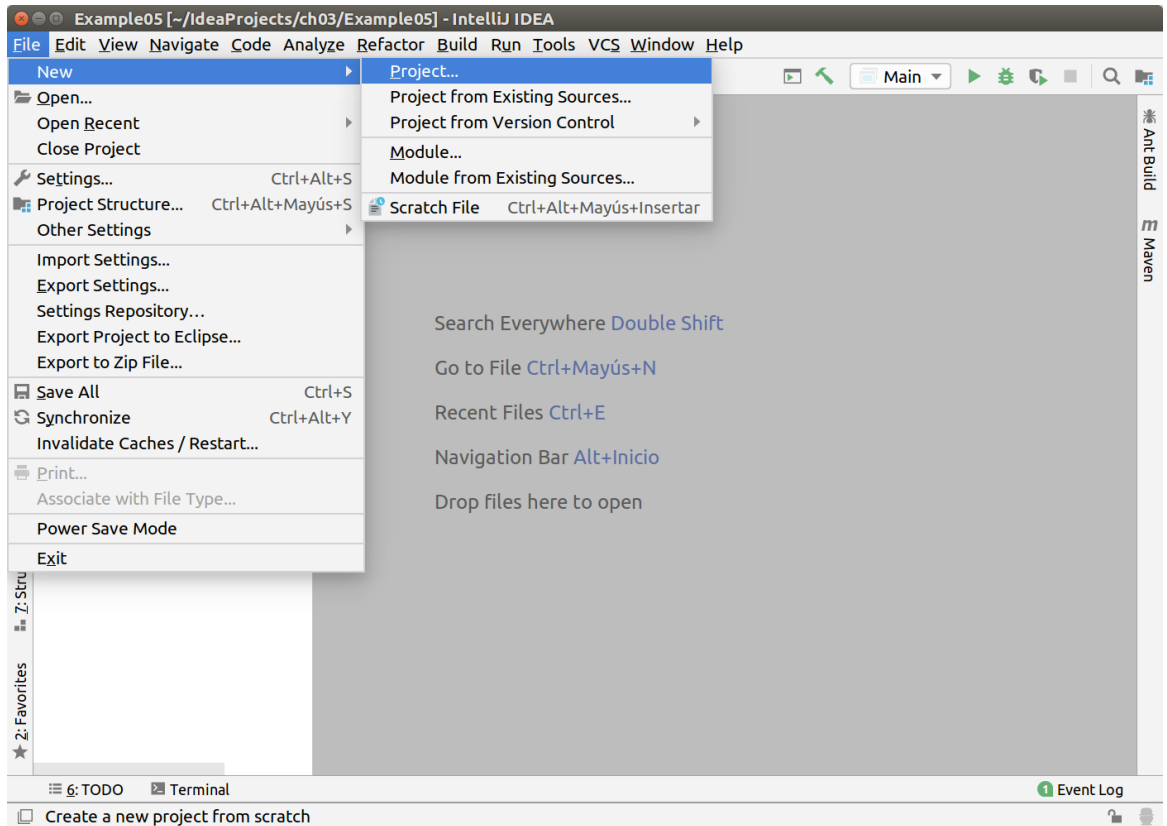 Example05 [~/IdeaProjects/ch03/Example05] - IntelliJ IDEA
File Edit View Navigate Code Analyze Refactor Build Run Tools VCS Window Help
New
Open...
Open Recent
Close Project
Settings... Ctrl+Alt+S
Project Structure... Ctrl+Alt+Mayús+S
Other Settings
Import Settings...
Export Settings...
Settings Repository...
Export Project to Eclipse...
Export to Zip File...
Save All Ctrl+S
Synchronize Ctrl+Alt+Y
Invalidate Caches / Restart...
Print...
Associate with File Type...
Power Save Mode
Exit
Project...
Project from Existing Sources...
Project from Version Control
Module...
Module from Existing Sources...
Scratch File Ctrl+Alt+Mayús+Insertar
Main
Ant Build
m Maven
Search Everywhere Double Shift
Go to File Ctrl+Mayús+N
Recent Files Ctrl+E
Navigation Bar Alt+Inicio
Drop files here to open
7: Stru
2: Favorites
6: TODO Terminal
1 Event Log
Create a new project from scratch